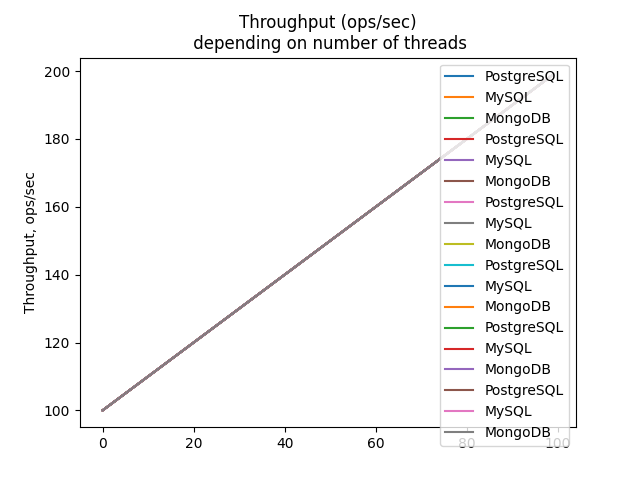 Throughput (ops/sec)
depending on number of threads
Throughput, ops/sec
200
180
160
140
120
100
0
20
40
60
80
100
PostgreSQL
MySQL
MongoDB
PostgreSQL
MySQL
MongoDB
PostgreSQL
MySQL
MongoDB
PostgreSQL
MySQL
MongoDB
PostgreSQL
MySQL
MongoDB
PostgreSQL
MySQL
MongoDB